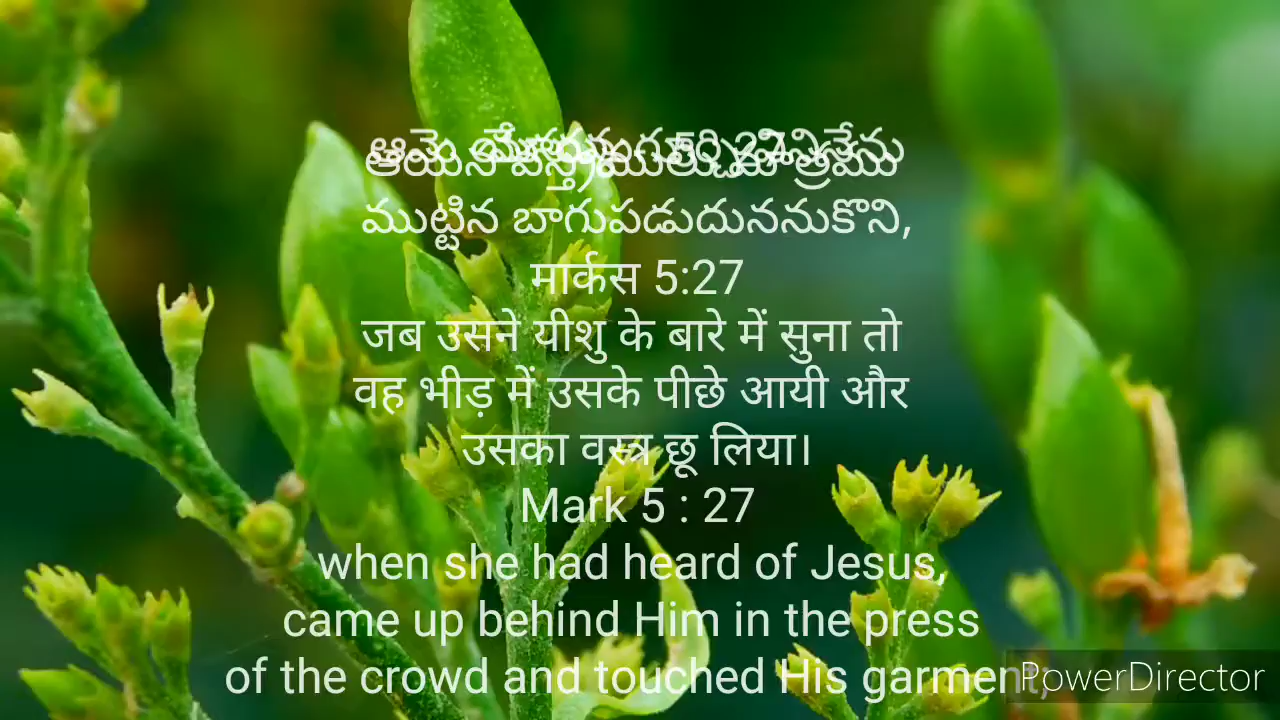 ముట్టిన బాగుపడుదుననుకొని,
मार्कस 5:27
जब उसने यीशु के बारे में सुना तो
वह भीड़ में उसके पीछे आयी और
उसका वस्त्र छू लिया।
Mark 5 : 27
when she had heard of Jesus,
came up behind Him in the press
of the crowd and touched His garment,
PowerDirector